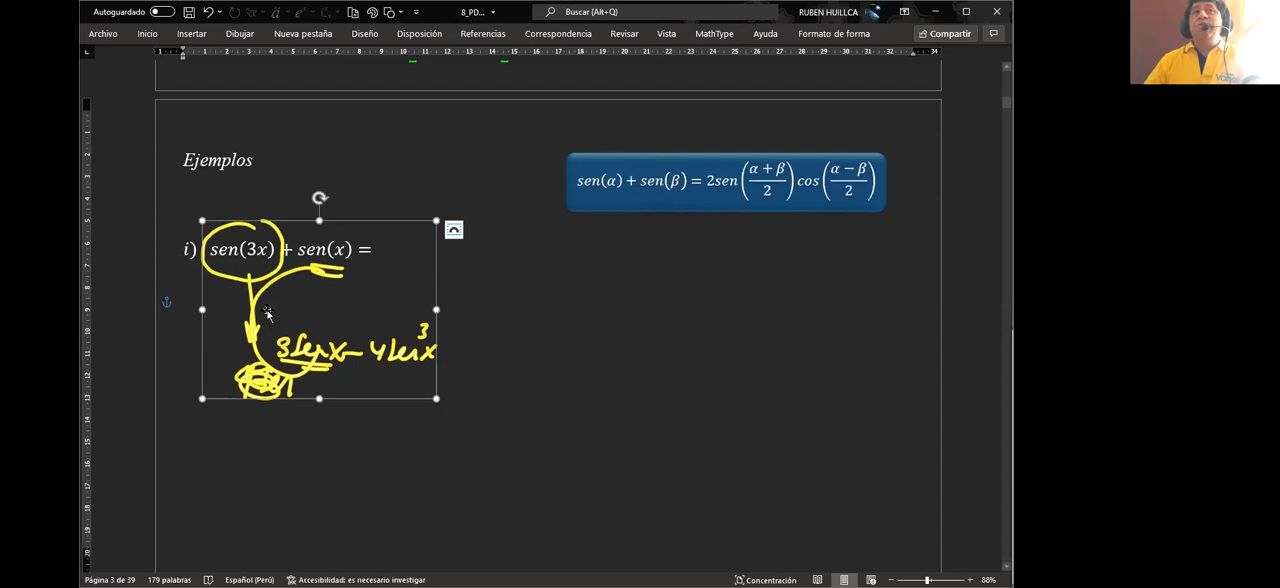 Autoguardado 8_PD... Buscar (Alt+Q) RUBEN HUILLCA
Archivo Inicio Insertar Dibujar Nueva pestaña Diseño Disposición Referencias Correspondencia Revisar Vista MathType Ayuda Formato de forma Compartir
Ejemplos
sen(α) + sen(β) = 2sen((α + β)/2) cos((α − β)/2)
i) sen(3x) + sen(x) =
3senx − 4sen³x
Página 3 de 39 179 palabras Español (Perú) Accesibilidad: es necesario investigar Concentración 88%